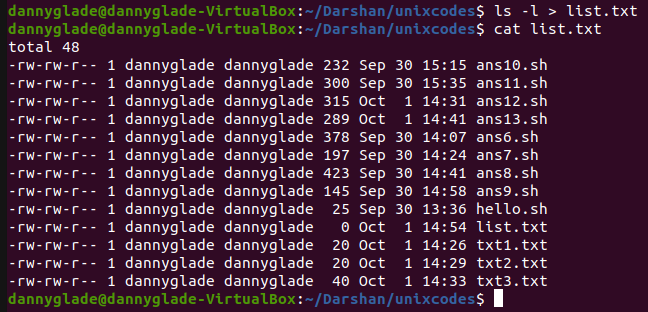 dannyglade@dannyglade-VirtualBox:~/Darshan/unixcodes$ ls -l > list.txt
dannyglade@dannyglade-VirtualBox:~/Darshan/unixcodes$ cat list.txt
total 48
-rw-rw-r-- 1 dannyglade dannyglade 232 Sep 30 15:15 ans10.sh
-rw-rw-r-- 1 dannyglade dannyglade 300 Sep 30 15:35 ans11.sh
-rw-rw-r-- 1 dannyglade dannyglade 315 Oct  1 14:31 ans12.sh
-rw-rw-r-- 1 dannyglade dannyglade 289 Oct  1 14:41 ans13.sh
-rw-rw-r-- 1 dannyglade dannyglade 378 Sep 30 14:07 ans6.sh
-rw-rw-r-- 1 dannyglade dannyglade 197 Sep 30 14:24 ans7.sh
-rw-rw-r-- 1 dannyglade dannyglade 423 Sep 30 14:41 ans8.sh
-rw-rw-r-- 1 dannyglade dannyglade 145 Sep 30 14:58 ans9.sh
-rw-rw-r-- 1 dannyglade dannyglade  25 Sep 30 13:36 hello.sh
-rw-rw-r-- 1 dannyglade dannyglade   0 Oct  1 14:54 list.txt
-rw-rw-r-- 1 dannyglade dannyglade  20 Oct  1 14:26 txt1.txt
-rw-rw-r-- 1 dannyglade dannyglade  20 Oct  1 14:29 txt2.txt
-rw-rw-r-- 1 dannyglade dannyglade  40 Oct  1 14:33 txt3.txt
dannyglade@dannyglade-VirtualBox:~/Darshan/unixcodes$